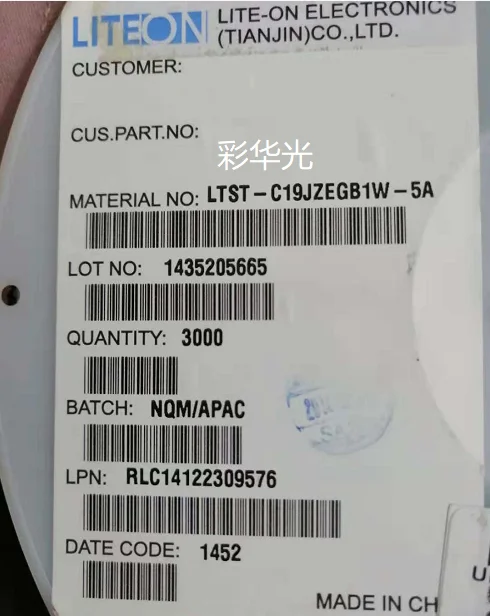 LITEON LITE-ON ELECTRONICS
(TIANJIN)CO.,LTD.
CUSTOMER:
CUS.PART.NO:
彩华光
MATERIAL NO: LTST-C19JZEGB1W-5A
LOT NO: 1435205665
QUANTITY: 3000
BATCH: NQM/APAC
LPN: RLC14122309576
DATE CODE: 1452
MADE IN CH